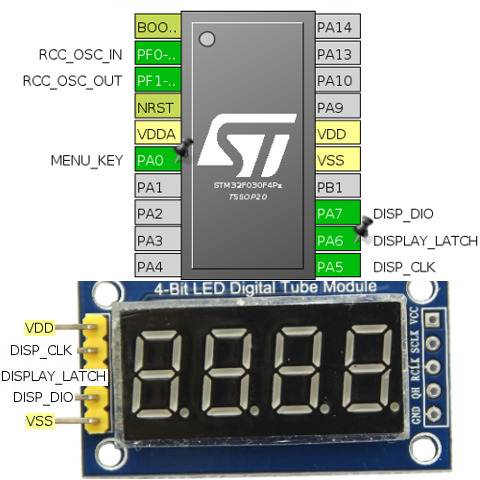 BOO..
PA14
RCC_OSC_IN
PF0-..
PA13
RCC_OSC_OUT
PF1-..
PA10
NRST
PA9
VDDA
VDD
MENU_KEY
PA0
VSS
PA1
PB1
PA2
PA7
DISP_DIO
PA3
PA6
DISPLAY_LATCH
PA4
PA5
DISP_CLK
ST
STM32F030F4Px
TSSOP20
4-Bit LED Digital Tube Module
VDD
DISP_CLK
DISPLAY_LATCH
DISP_DIO
VSS
VCC
SCLK
RCLK
QH
GND